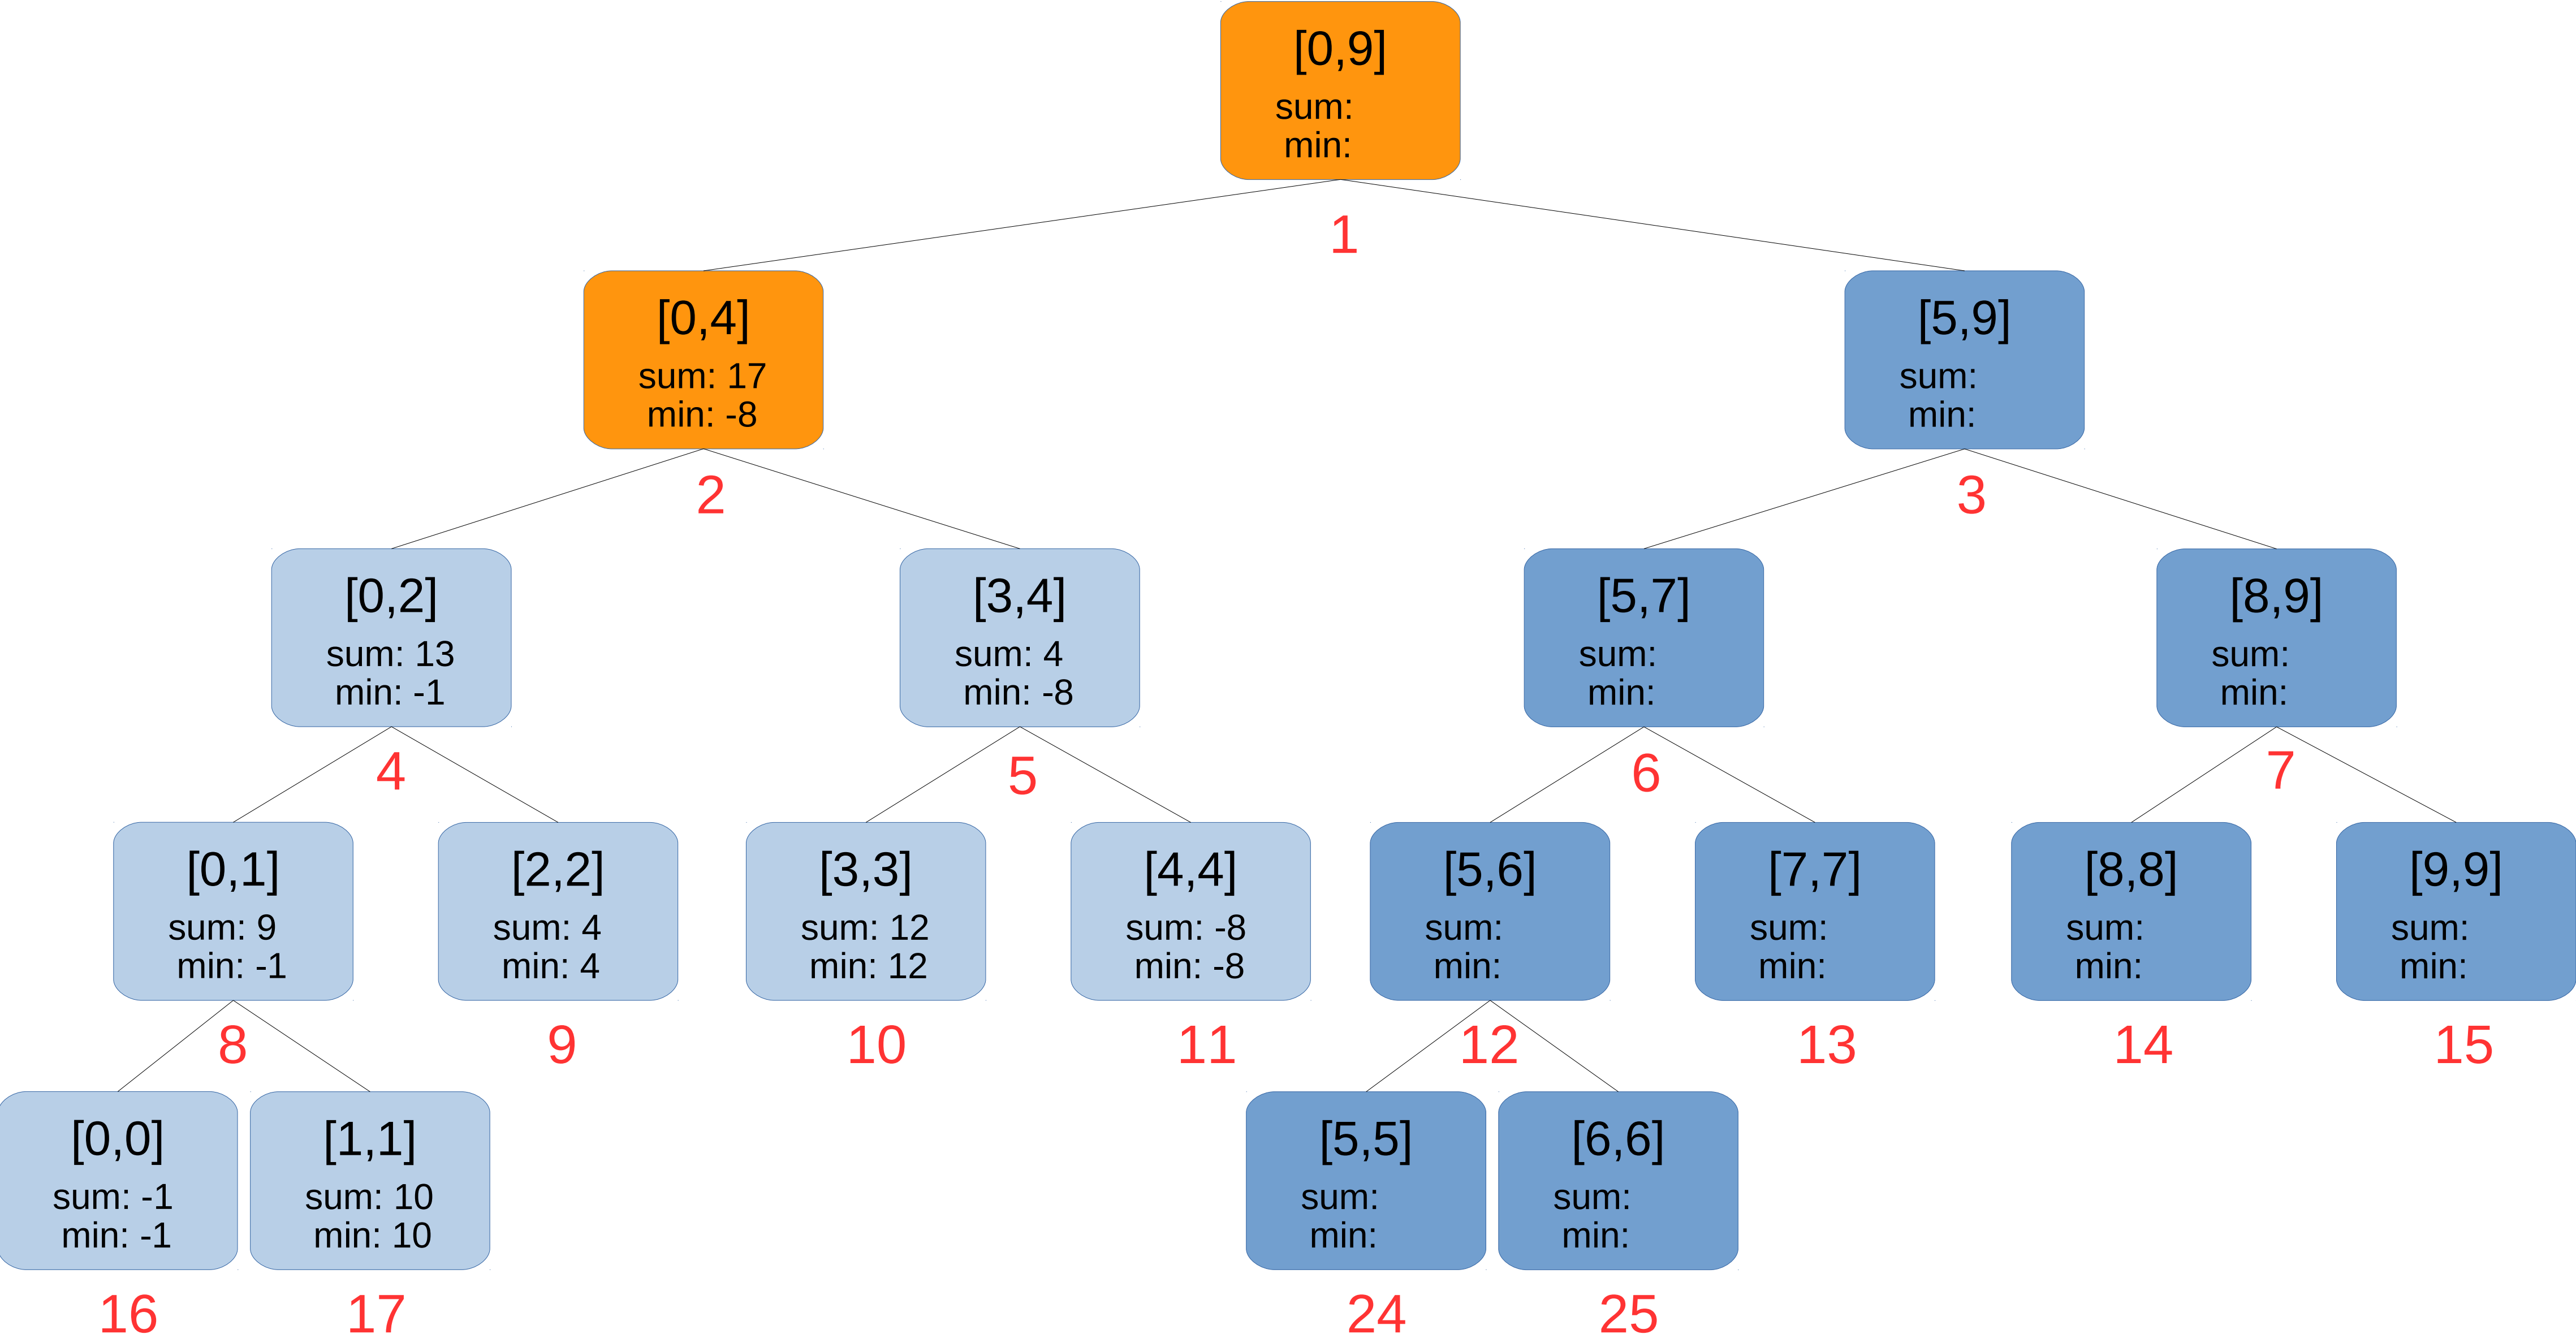 [0,9]
sum:
min:
1
[0,4]
sum: 17
min: -8
[5,9]
sum:
min:
2
3
[0,2]
sum: 13
min: -1
[3,4]
sum: 4
min: -8
[5,7]
sum:
min:
[8,9]
sum:
min:
4
5
6
7
[0,1]
sum: 9
min: -1
[2,2]
sum: 4
min: 4
[3,3]
sum: 12
min: 12
[4,4]
sum: -8
min: -8
[5,6]
sum:
min:
[7,7]
sum:
min:
[8,8]
sum:
min:
[9,9]
sum:
min:
8
9
10
11
12
13
14
15
[0,0]
sum: -1
min: -1
[1,1]
sum: 10
min: 10
[5,5]
sum:
min:
[6,6]
sum:
min:
16
17
24
25